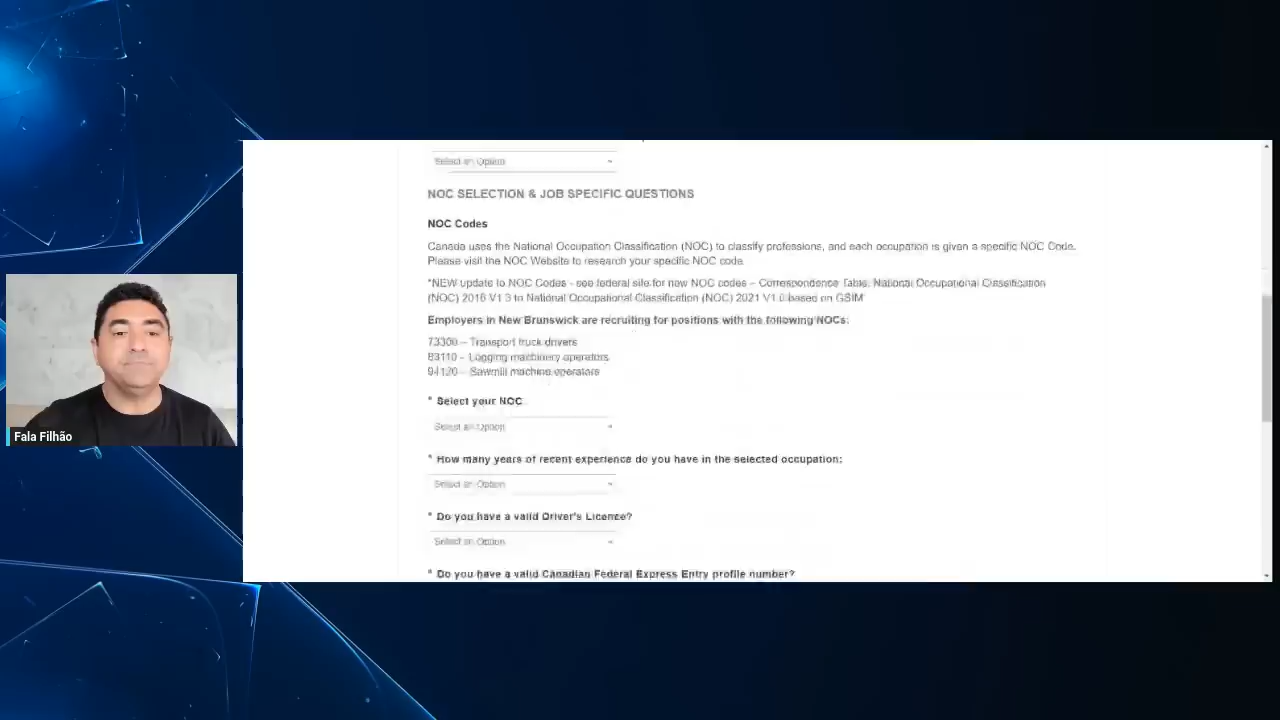 Select an Option
NOC SELECTION & JOB SPECIFIC QUESTIONS
NOC Codes
Canada uses the National Occupation Classification (NOC) to classify professions, and each occupation is given a specific NOC Code.
Please visit the NOC Website to research your specific NOC code.
*NEW update to NOC Codes - see federal site for new NOC codes – Correspondence Table, National Occupational Classification
(NOC) 2016 V1.3 to National Occupational Classification (NOC) 2021 V1.0 based on GSIM
Employers in New Brunswick are recruiting for positions with the following NOCs:
73300 – Transport truck drivers
83110 – Logging machinery operators
94120 – Sawmill machine operators
* Select your NOC
Select an Option
* How many years of recent experience do you have in the selected occupation:
Select an Option
* Do you have a valid Driver's Licence?
Select an Option
* Do you have a valid Canadian Federal Express Entry profile number?
Fala Filhão